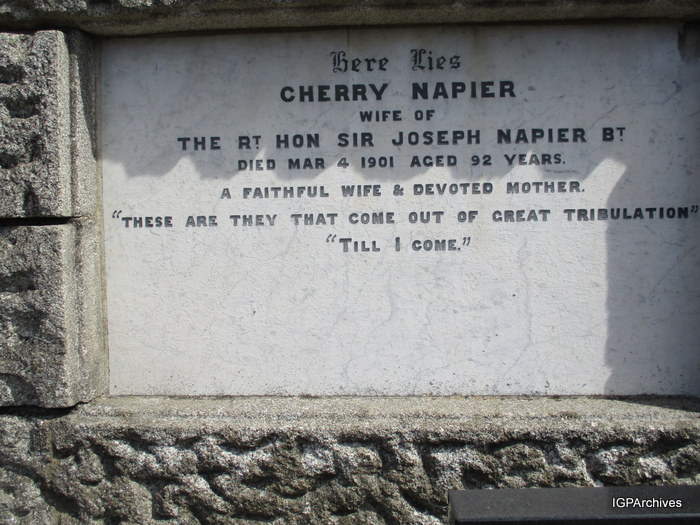 Here Lies
CHERRY NAPIER
WIFE OF
THE RT HON SIR JOSEPH NAPIER BT
DIED MAR 4 1901 AGED 92 YEARS.
A FAITHFUL WIFE & DEVOTED MOTHER.
"THESE ARE THEY THAT COME OUT OF GREAT TRIBULATION"
"TILL I COME."
IGPArchives